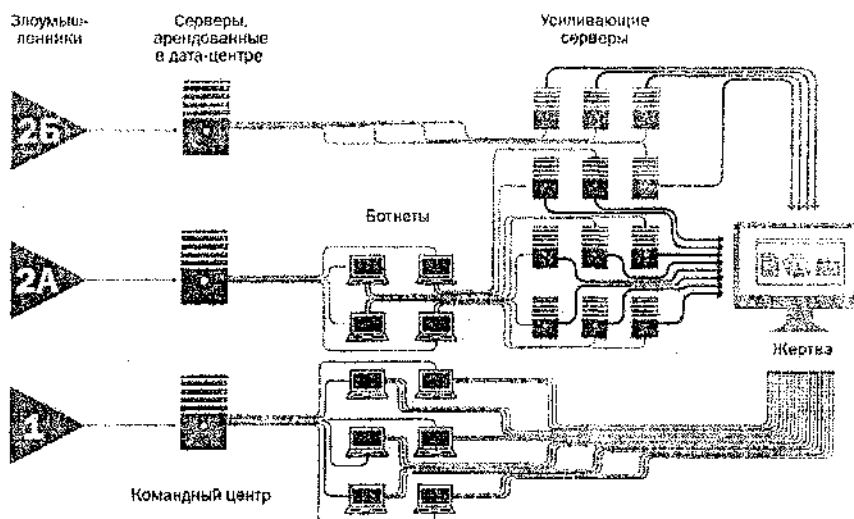 Злоумыш-
ленники
Серверы,
арендованные
в дата-центре
Усиливающие
серверы
2Б
Ботнеты
2А
Жертва
1
Командный центр